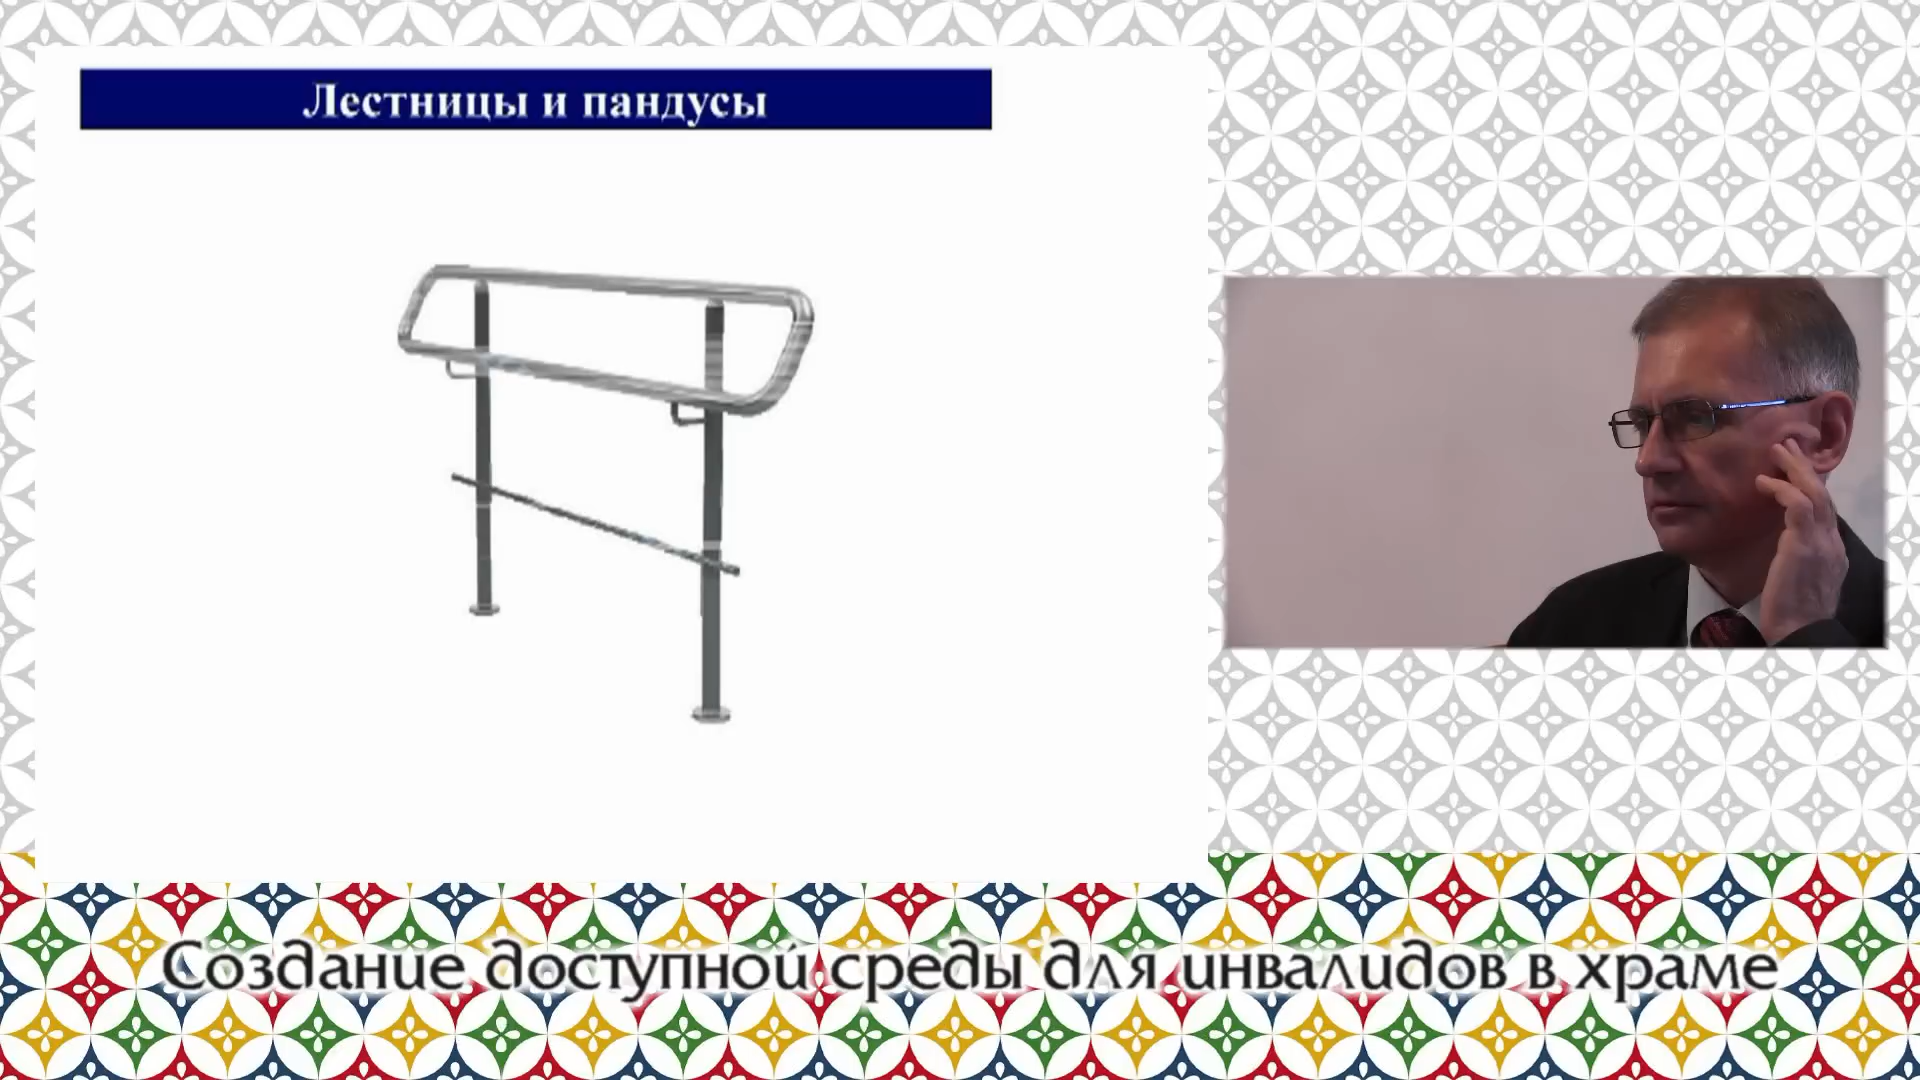 Лестницы и пандусы
Создание доступной среды для инвалидов в храме